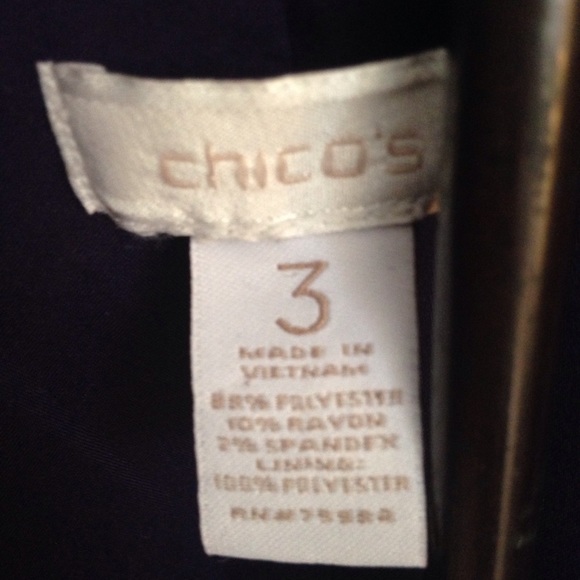 chico's
3
MADE IN
VIETNAM
88% POLYESTER
10% RAYON
2% SPANDEX
LINING:
100% POLYESTER